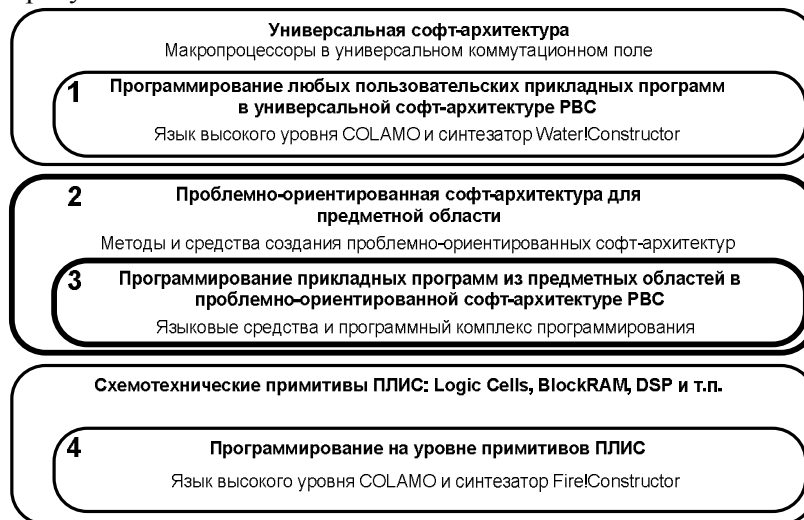 Универсальная софт-архитектура
Макропроцессоры в универсальном коммутационном поле
1 Программирование любых пользовательских прикладных программ
в универсальной софт-архитектуре РВС
Язык высокого уровня COLAMO и синтезатор Water!Constructor
2 Проблемно-ориентированная софт-архитектура для
предметной области
Методы и средства создания проблемно-ориентированных софт-архитектур
3 Программирование прикладных программ из предметных областей в
проблемно-ориентированной софт-архитектуре РВС
Языковые средства и программный комплекс программирования
Схемотехнические примитивы ПЛИС: Logic Cells, BlockRAM, DSP и т.п.
4 Программирование на уровне примитивов ПЛИС
Язык высокого уровня COLAMO и синтезатор Fire!Constructor